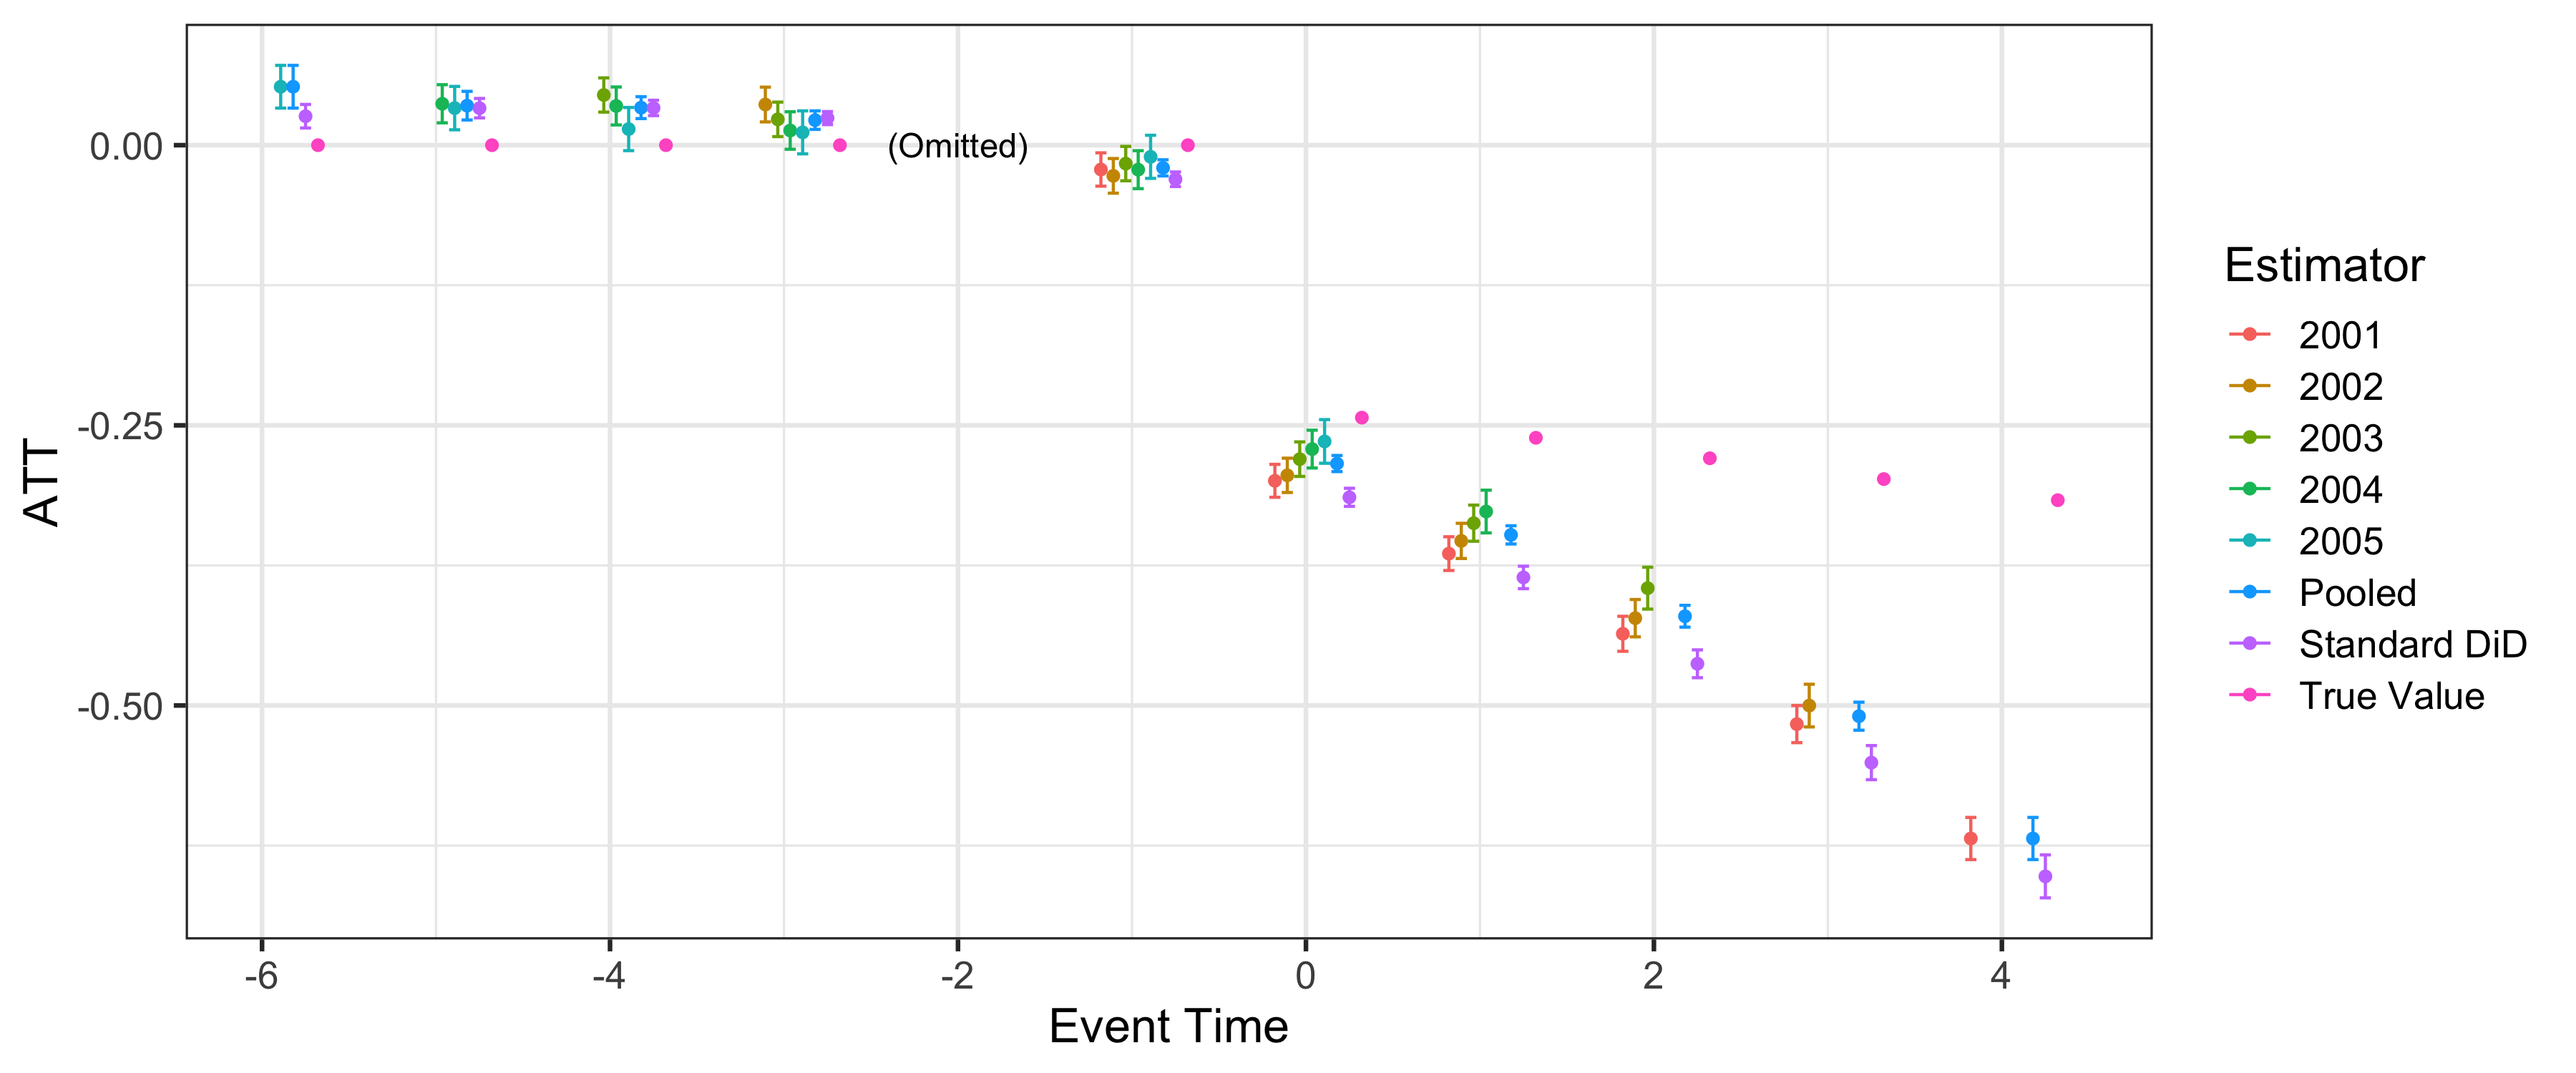 0.00
-0.25
-0.50
ATT
(Omitted)
-6
-4
-2
0
2
4
Event Time
Estimator
2001
2002
2003
2004
2005
Pooled
Standard DiD
True Value